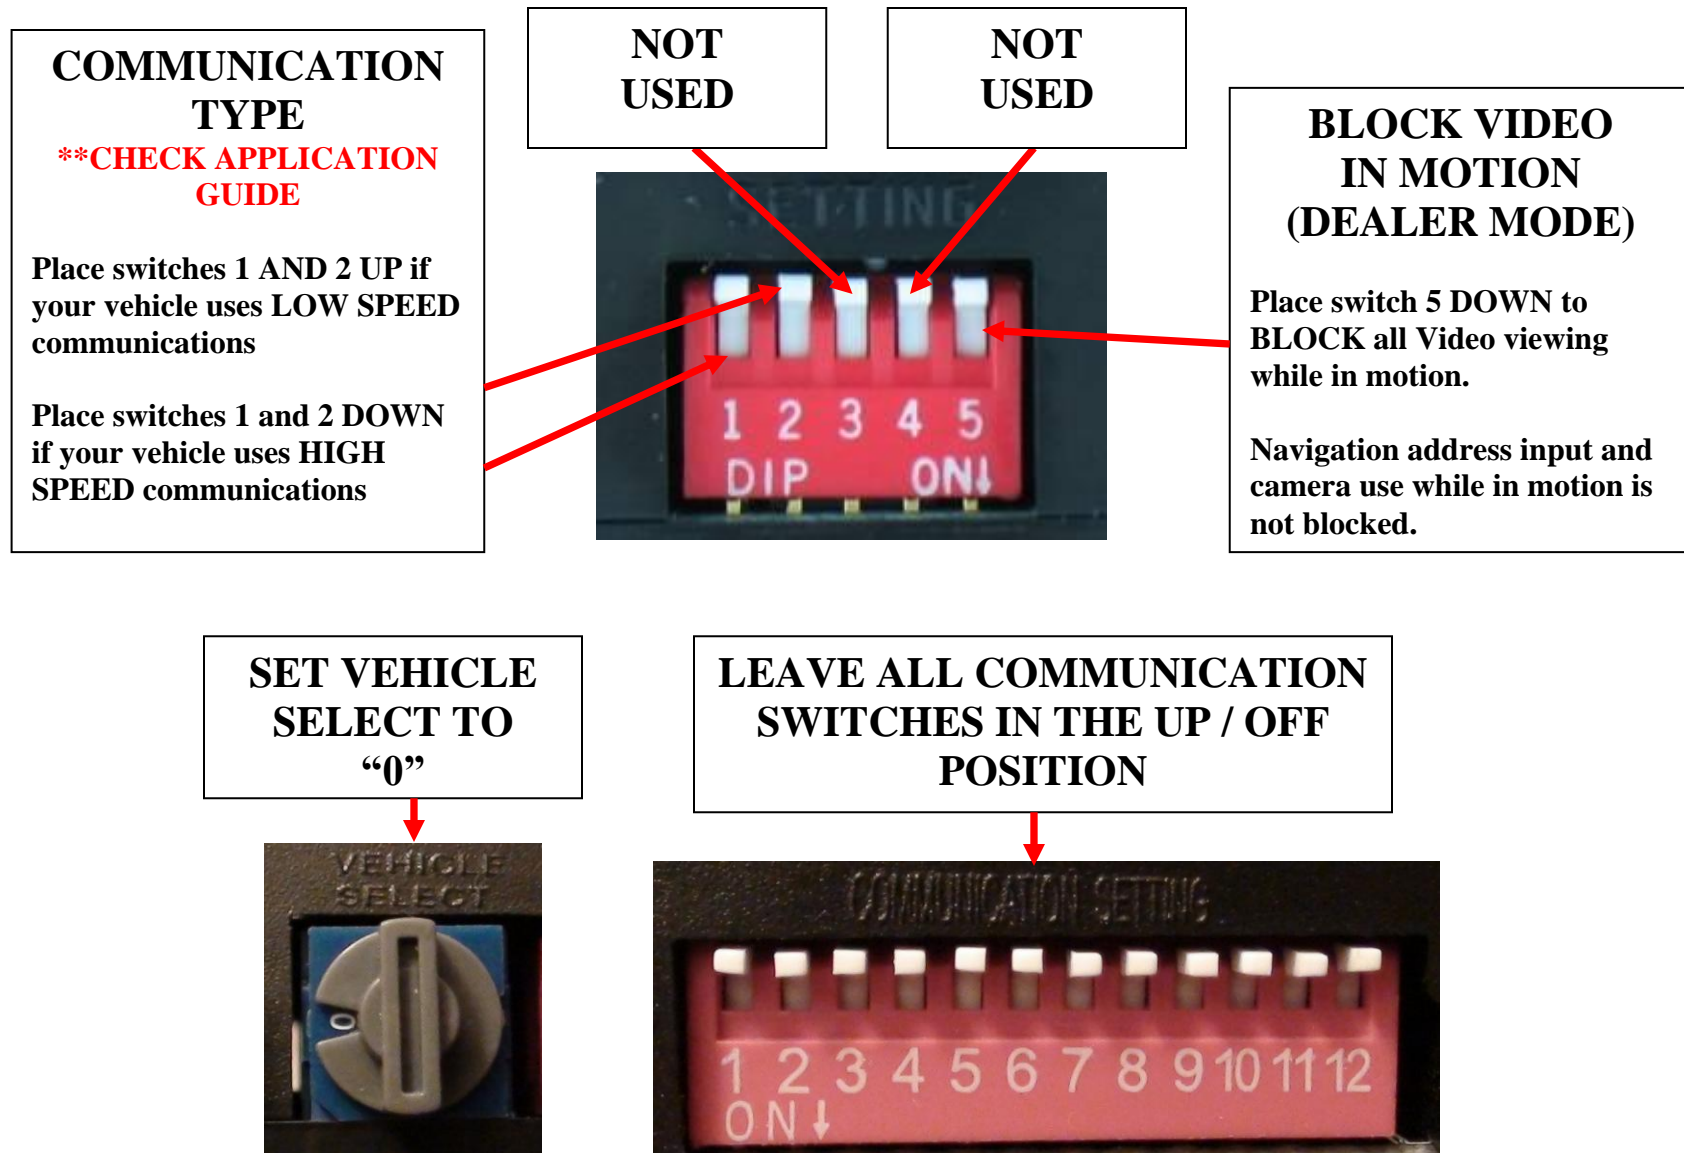 COMMUNICATION
TYPE
**CHECK APPLICATION
GUIDE
Place switches 1 AND 2 UP if
your vehicle uses LOW SPEED
communications
Place switches 1 and 2 DOWN
if your vehicle uses HIGH
SPEED communications
NOT
USED
NOT
USED
BLOCK VIDEO
IN MOTION
(DEALER MODE)
Place switch 5 DOWN to
BLOCK all Video viewing
while in motion.
Navigation address input and
camera use while in motion is
not blocked.
SETTING
1 2 3 4 5
DIP ON↓
SET VEHICLE
SELECT TO
“0”
LEAVE ALL COMMUNICATION
SWITCHES IN THE UP / OFF
POSITION
VEHICLE
SELECT
0
COMMUNICATION SETTING
1 2 3 4 5 6 7 8 9 10 11 12
ON↓